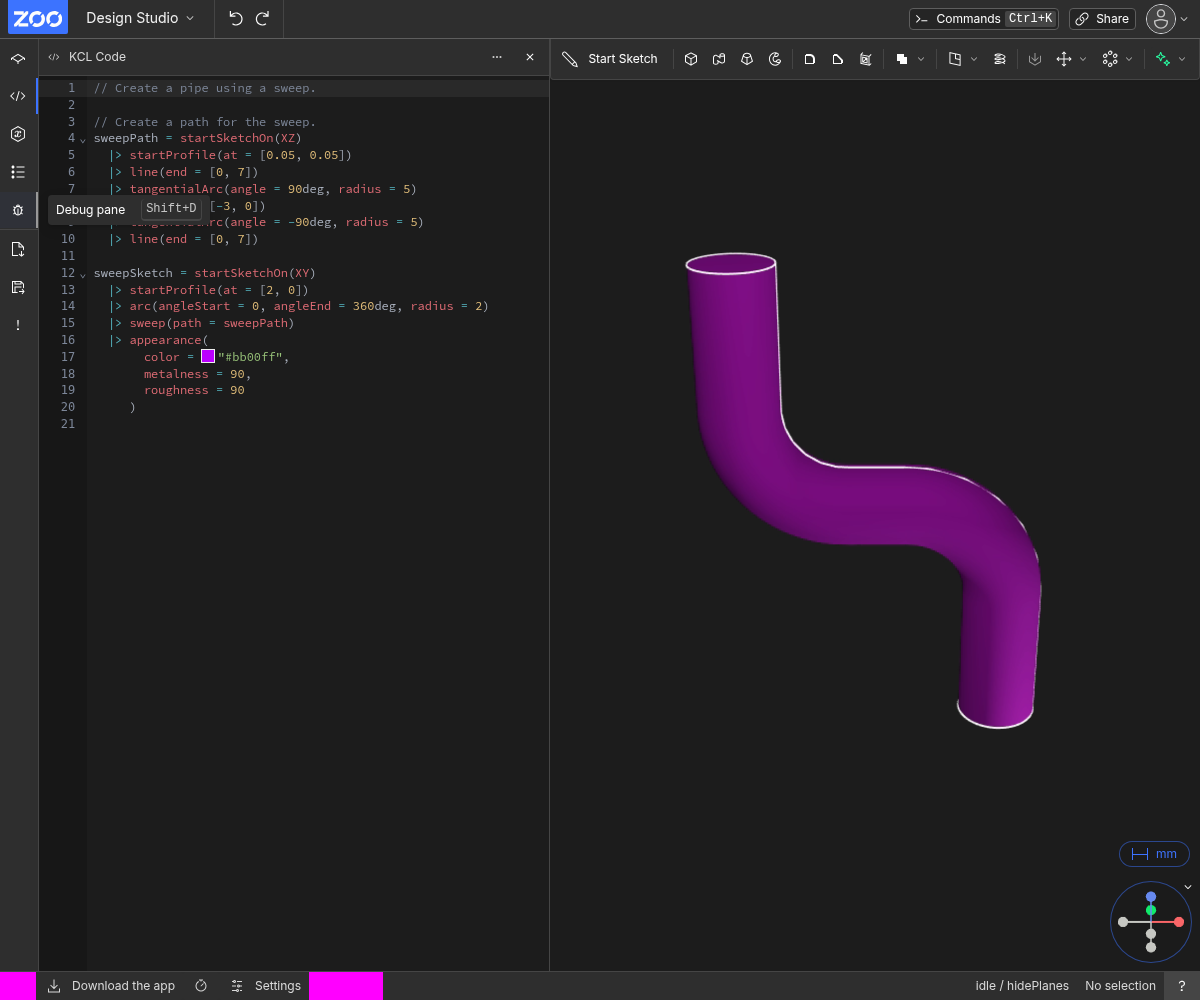 ZOO Design Studio Commands Ctrl+K Share
KCL Code ... Start Sketch
1 // Create a pipe using a sweep.
2
3 // Create a path for the sweep.
4 sweepPath = startSketchOn(XZ)
5 |> startProfile(at = [0.05, 0.05])
6 |> line(end = [0, 7])
7 |> tangentialArc(angle = 90deg, radius = 5)
Debug pane Shift+D [-3, 0])
(angle = -90deg, radius = 5)
10 |> line(end = [0, 7])
11
12 sweepSketch = startSketchOn(XY)
13 |> startProfile(at = [2, 0])
14 |> arc(angleStart = 0, angleEnd = 360deg, radius = 2)
15 |> sweep(path = sweepPath)
16 |> appearance(
17 color = "#bb00ff",
18 metalness = 90,
19 roughness = 90
20 )
21
mm
Download the app Settings idle / hidePlanes No selection ?